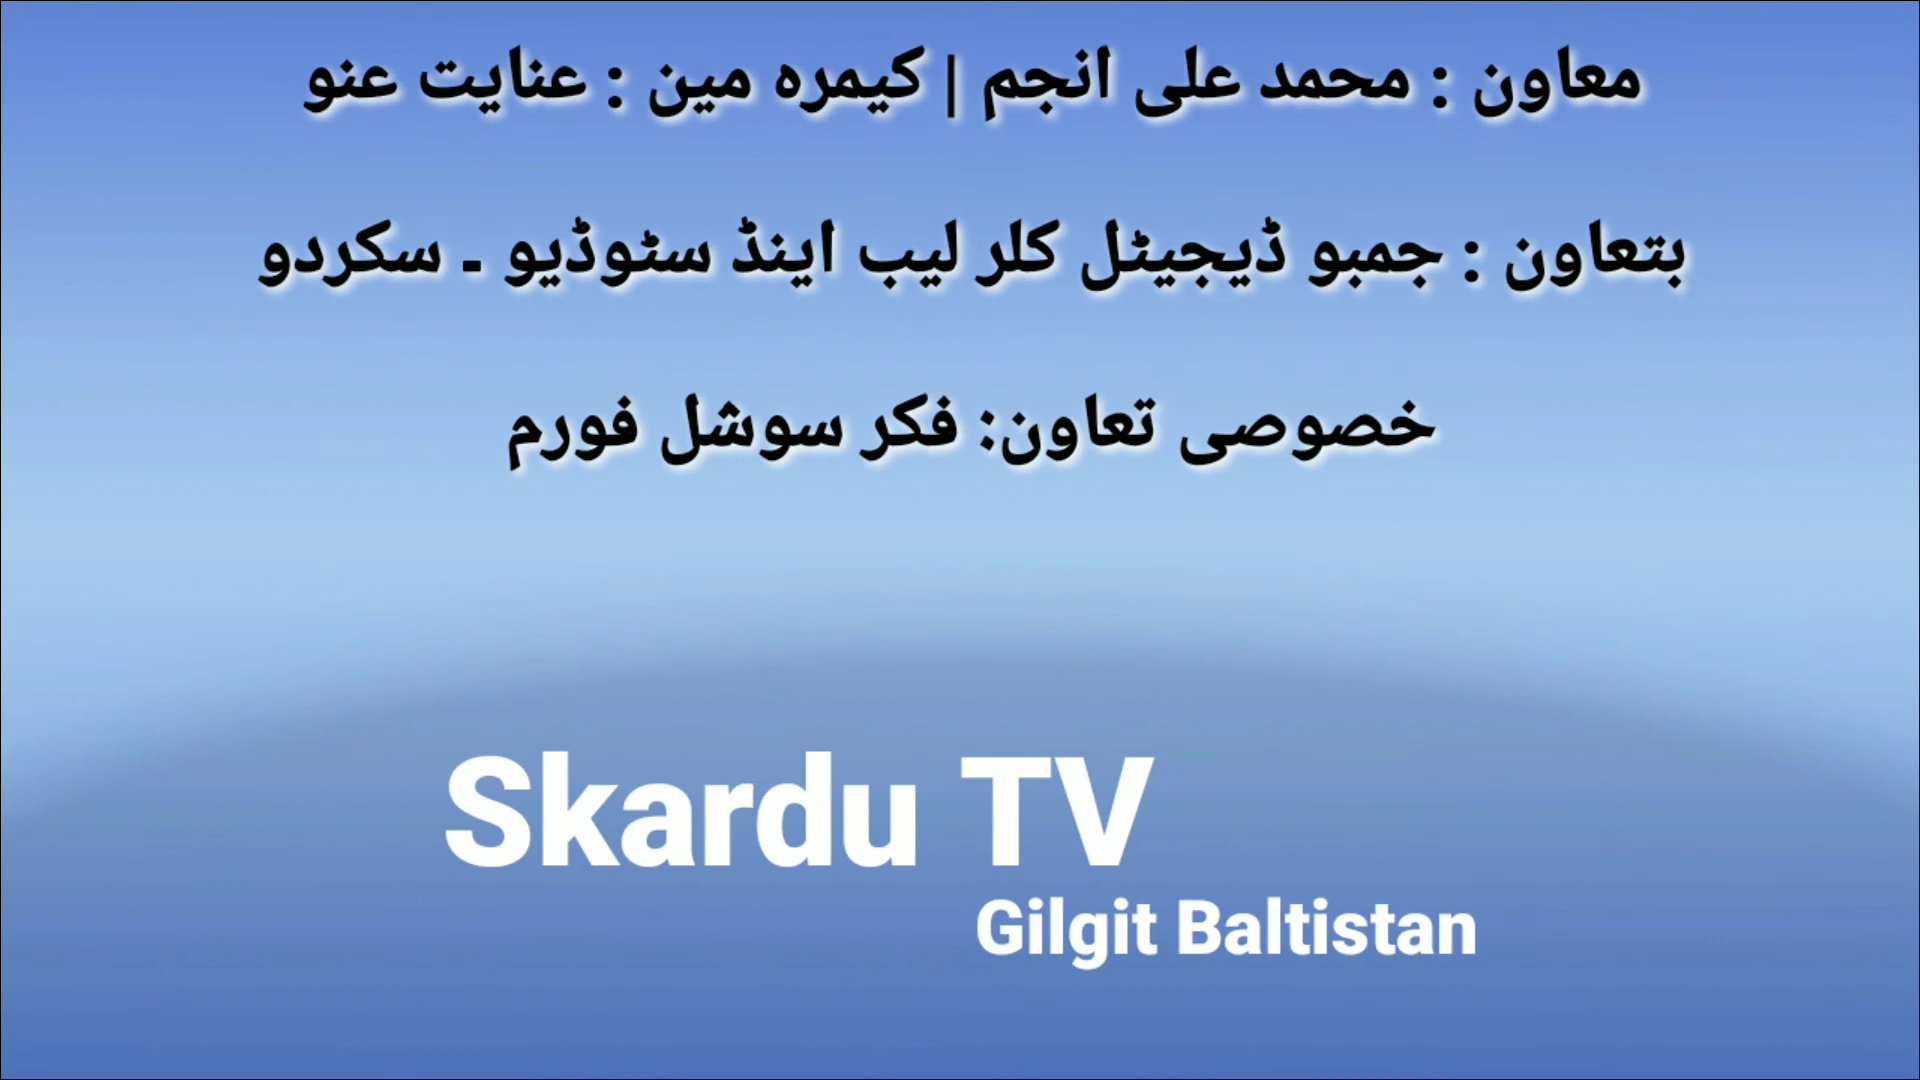 معاون : محمد علی انجم | کیمرہ مین : عنایت عنو
بتعاون : جمبو ڈیجیٹل کلر لیب اینڈ سٹوڈیو ۔ سکردو
خصوصی تعاون: فکر سوشل فورم
Skardu TV
Gilgit Baltistan